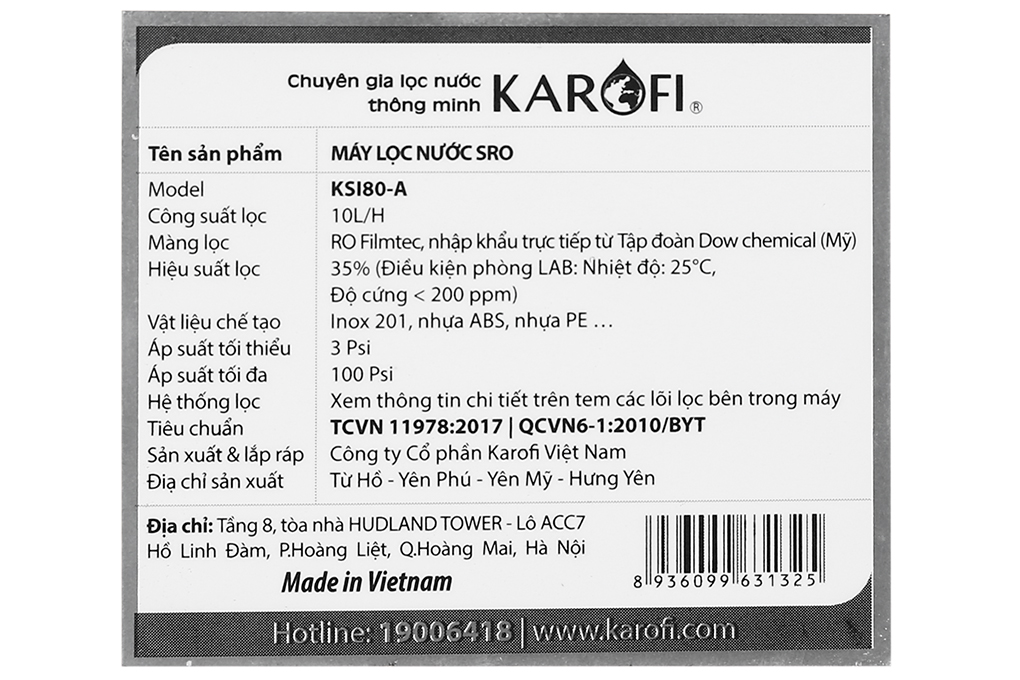 Chuyên gia lọc nước
thông minh KAROFI®
Tên sản phẩm MÁY LỌC NƯỚC SRO
Model KSI80-A
Công suất lọc 10L/H
Màng lọc RO Filmtec, nhập khẩu trực tiếp từ Tập đoàn Dow chemical (Mỹ)
Hiệu suất lọc 35% (Điều kiện phòng LAB: Nhiệt độ: 25°C,
Độ cứng < 200 ppm)
Vật liệu chế tạo Inox 201, nhựa ABS, nhựa PE ...
Áp suất tối thiểu 3 Psi
Áp suất tối đa 100 Psi
Hệ thống lọc Xem thông tin chi tiết trên tem các lõi lọc bên trong máy
Tiêu chuẩn TCVN 11978:2017 | QCVN6-1:2010/BYT
Sản xuất & lắp ráp Công ty Cổ phần Karofi Việt Nam
Địa chỉ sản xuất Từ Hồ - Yên Phú - Yên Mỹ - Hưng Yên
Địa chỉ: Tầng 8, tòa nhà HUDLAND TOWER - Lô ACC7
Hồ Linh Đàm, P.Hoàng Liệt, Q.Hoàng Mai, Hà Nội
Made in Vietnam
8 936099 631325
Hotline: 19006418 | www.karofi.com